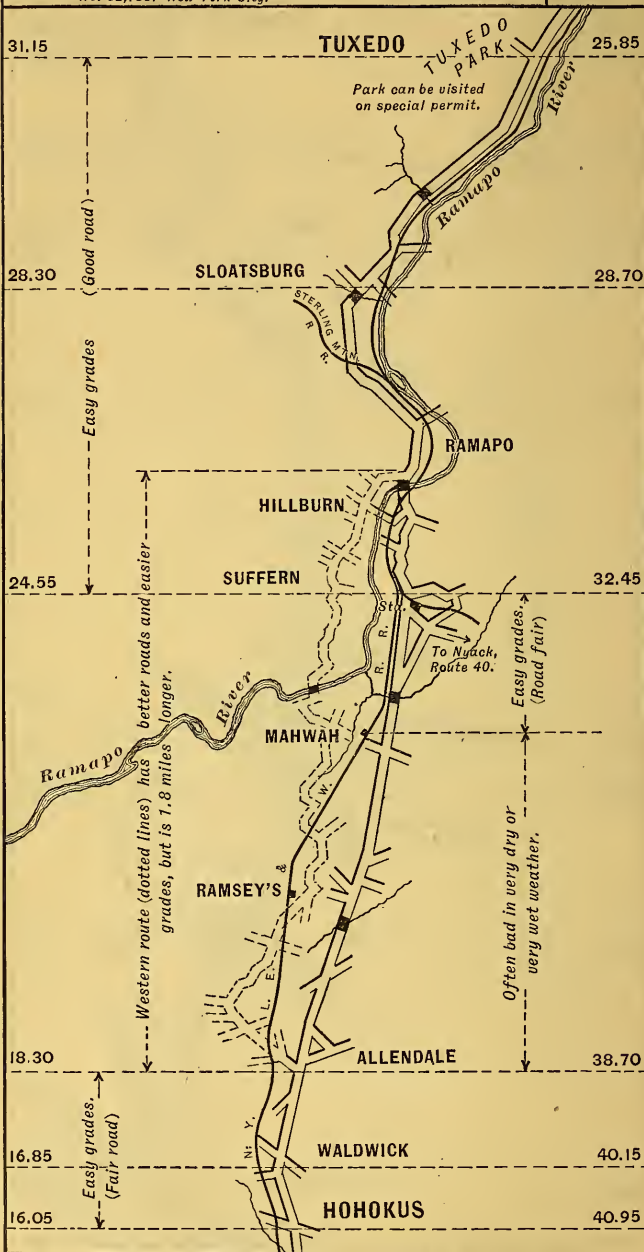 31.15
TUXEDO
TUXEDO
PARK
25.85
Park can be visited
on special permit.
River
Ramapo
(Good road)
28.30
SLOATSBURG
28.70
STERLING MTN.
R. R.
Easy grades
RAMAPO
HILLBURN
24.55
SUFFERN
32.45
Sta.
To Nyack,
Route 40.
Easy grades.
(Road fair)
Western route (dotted lines) has better roads and easier
grades, but is 1.8 miles longer.
Ramapo
River
MAHWAH
RAMSEY'S
Often bad in very dry or
very wet weather.
N. Y. L. E. & W. R. R.
18.30
ALLENDALE
38.70
Easy grades.
(Fair road)
16.85
WALDWICK
40.15
16.05
HOHOKUS
40.95